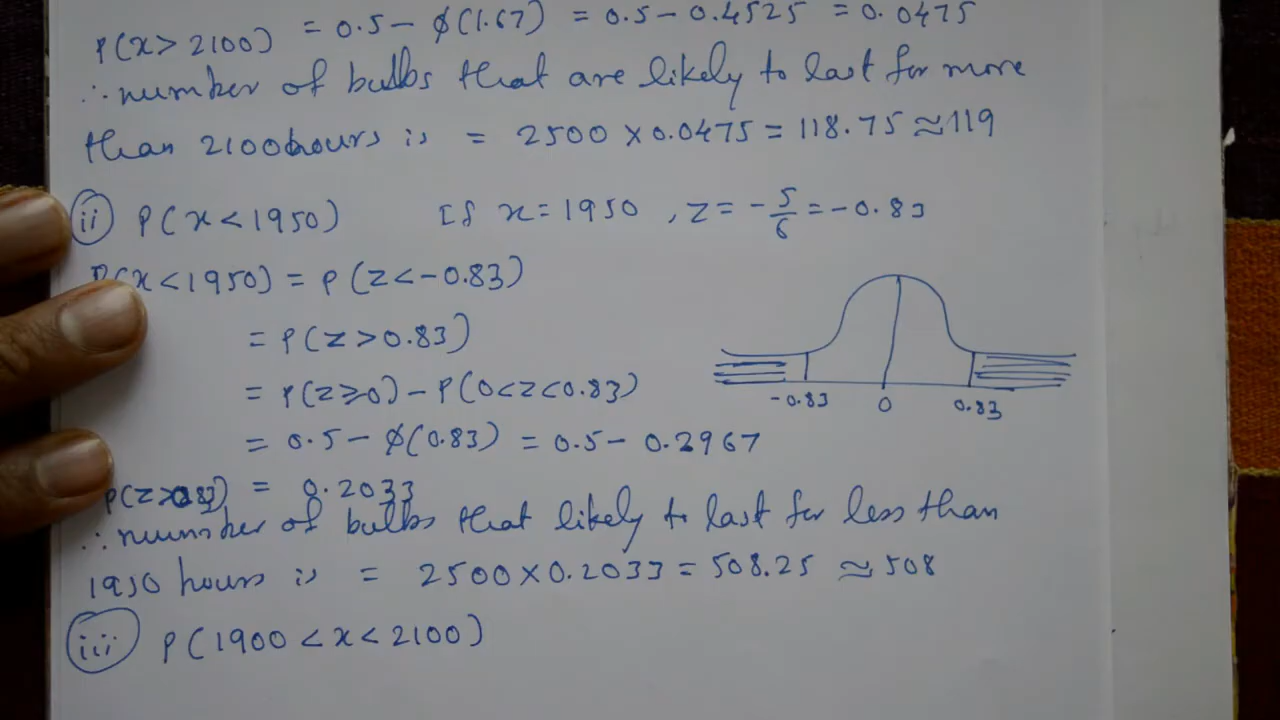 P(x>2100) = 0.5 - ϕ(1.67) = 0.5 - 0.4525 = 0.0475
∴ number of bulbs that are likely to last for more
than 2100 hours is = 2500 × 0.0475 = 118.75 ≈ 119
ii P(x < 1950) If x = 1950 , z = - 5/6 = - 0.83
P(x < 1950) = P(z < - 0.83)
= P(z > 0.83)
= P(z ≥ 0) - P(0 < z < 0.83)
- 0.83 0 0.83
= 0.5 - ϕ(0.83) = 0.5 - 0.2967
P(z > 0.83) = 0.2033
∴ number of bulbs that likely to last for less than
1950 hours is = 2500 × 0.2033 = 508.25 ≈ 508
iii P(1900 < x < 2100)